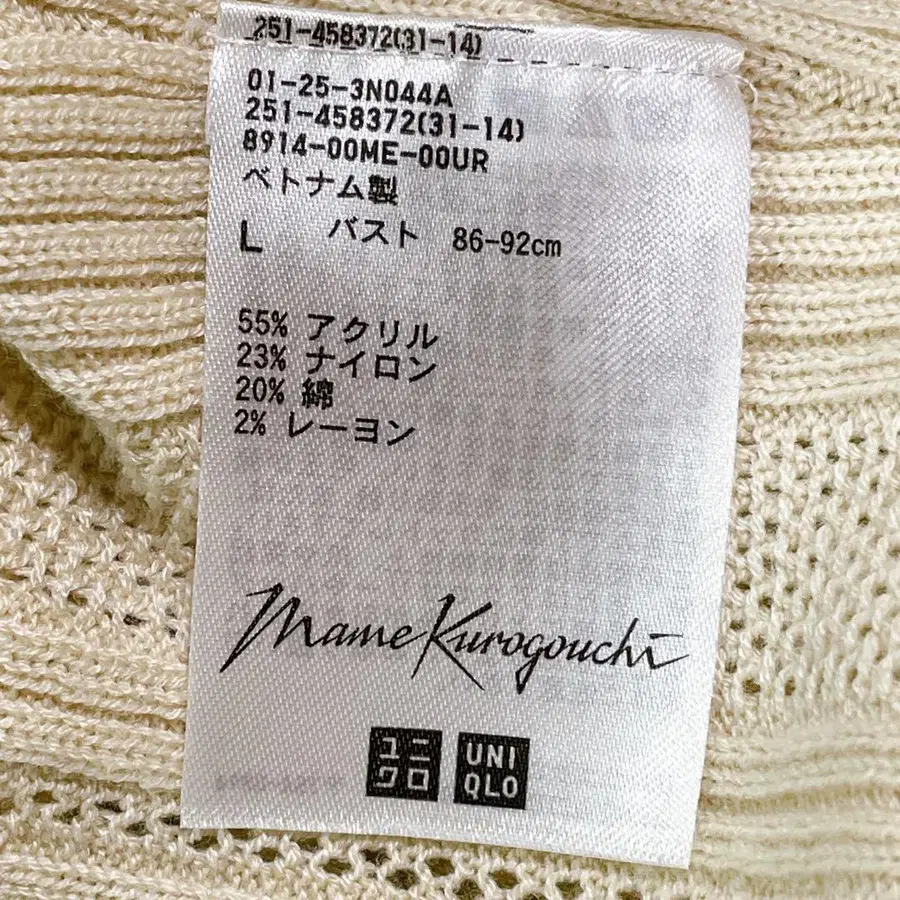 251-458372(31-14)
01-25-3N044A
251-458372(31-14)
8914-00ME-00UR
ベトナム製
L バスト 86-92cm
55% アクリル
23% ナイロン
20% 綿
2% レーヨン
Mame Kurogouchi
ユニクロ UNIQLO